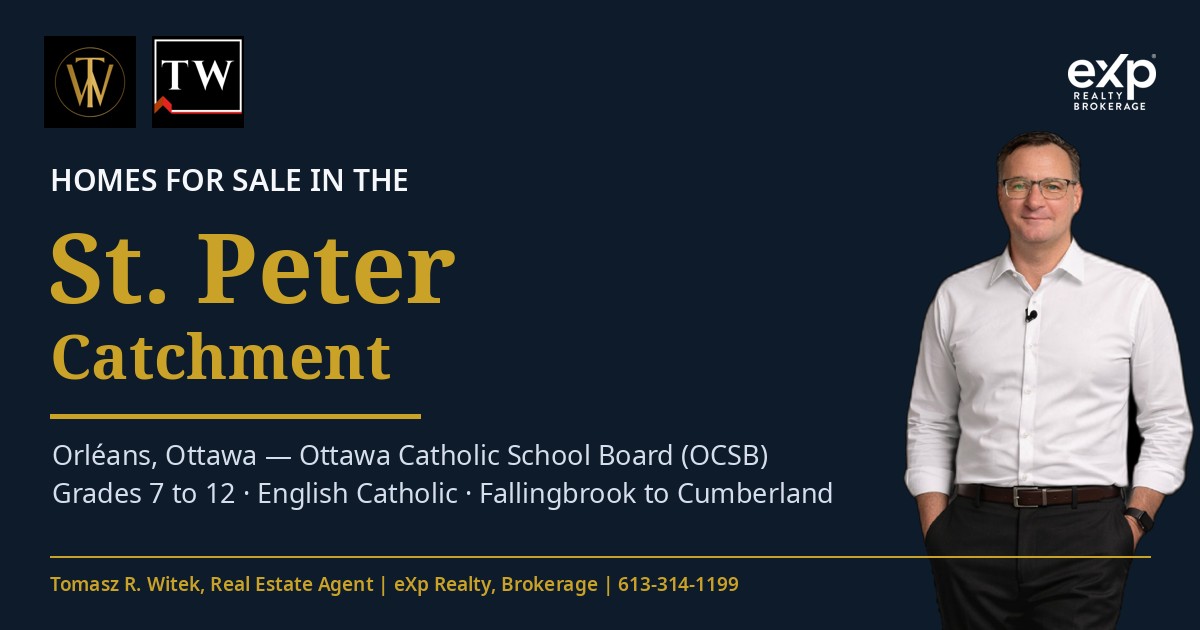 TW
TW
eXp
REALTY
BROKERAGE
HOMES FOR SALE IN THE
St. Peter
Catchment
Orléans, Ottawa — Ottawa Catholic School Board (OCSB)
Grades 7 to 12 · English Catholic · Fallingbrook to Cumberland
Tomasz R. Witek, Real Estate Agent | eXp Realty, Brokerage | 613-314-1199